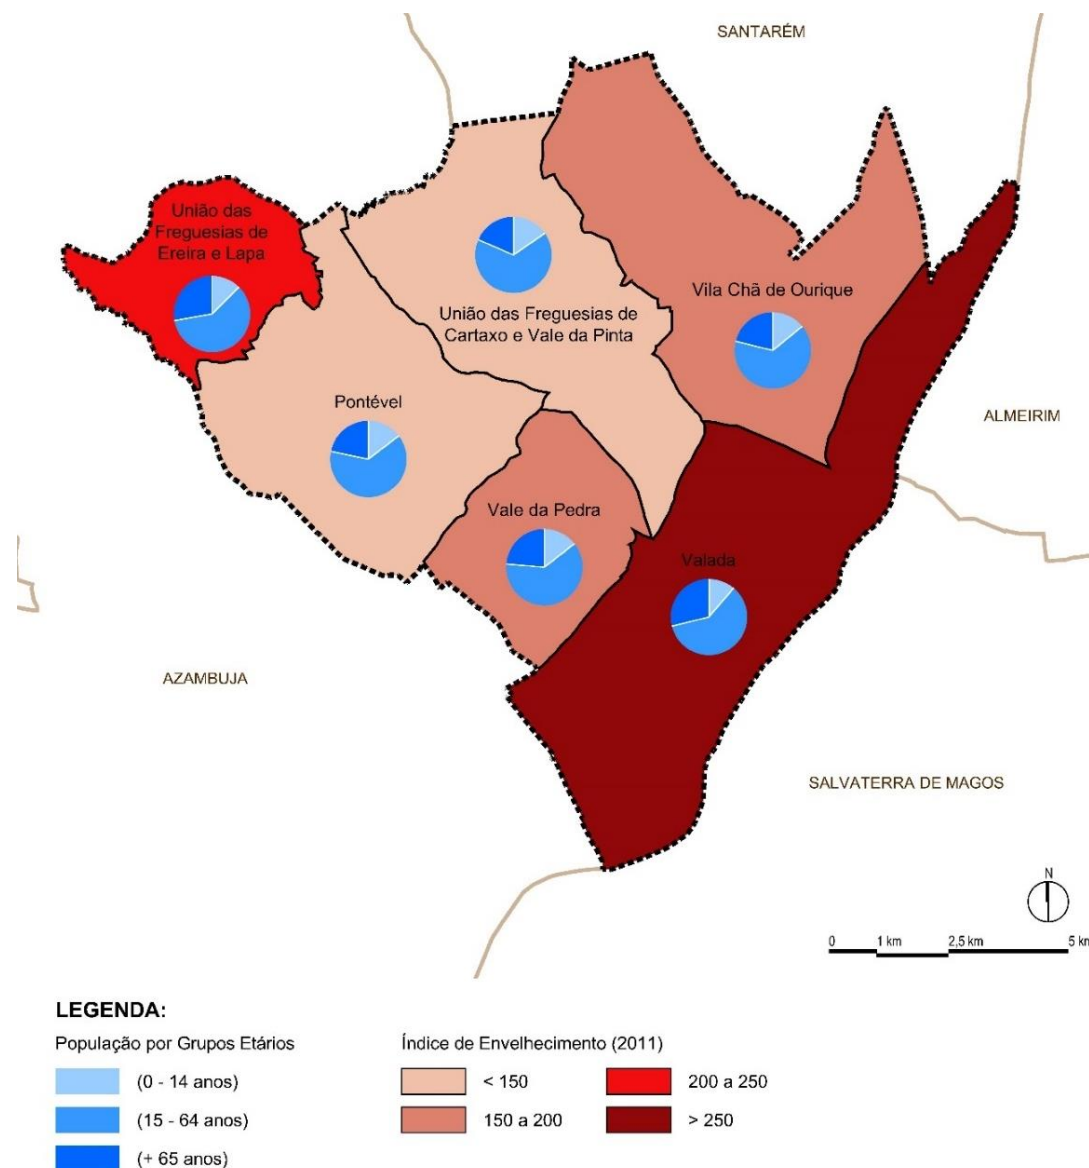 SANTARÉM
União das
Freguesias de
Ereira e Lapa
União das Freguesias de
Cartaxo e Vale da Pinta
Vila Chã de Ourique
Pontével
ALMEIRIM
Vale da Pedra
Valada
AZAMBUJA
SALVATERRA DE MAGOS
N
0 1 km 2,5 km 5 km
LEGENDA:
População por Grupos Etários
(0 - 14 anos)
(15 - 64 anos)
(+ 65 anos)
Índice de Envelhecimento (2011)
< 150
150 a 200
200 a 250
> 250